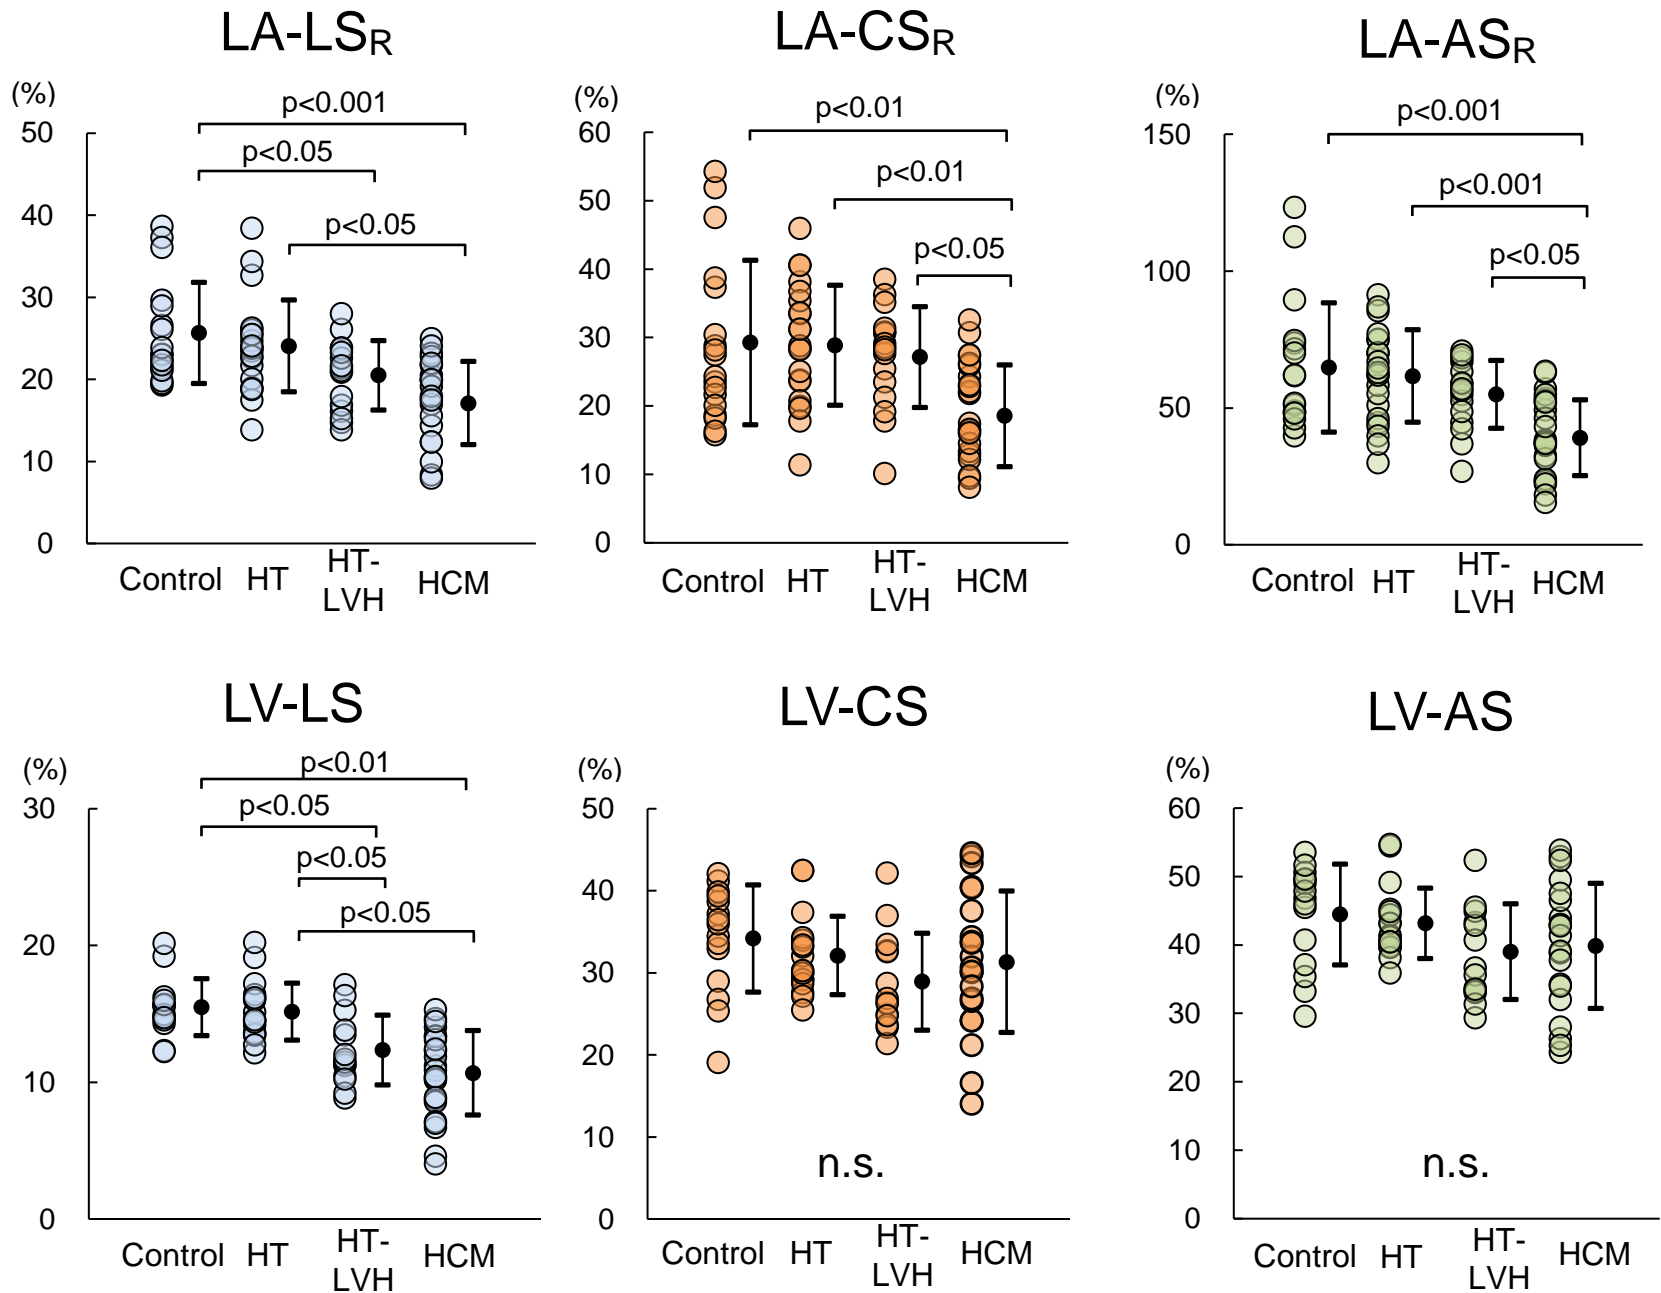 LA-LSR
(%)
50
40
30
20
10
0
p<0.001
p<0.05
p<0.05
Control
HT
HT-
LVH
HCM
LA-CSR
(%)
60
50
40
30
20
10
0
p<0.01
p<0.01
p<0.05
Control
HT
HT-
LVH
HCM
LA-ASR
(%)
150
100
50
0
p<0.001
p<0.001
p<0.05
Control
HT
HT-
LVH
HCM
LV-LS
(%)
30
20
10
0
p<0.01
p<0.05
p<0.05
p<0.05
Control
HT
HT-
LVH
HCM
LV-CS
(%)
50
40
30
20
10
0
n.s.
Control
HT
HT-
LVH
HCM
LV-AS
(%)
60
50
40
30
20
10
0
n.s.
Control
HT
HT-
LVH
HCM